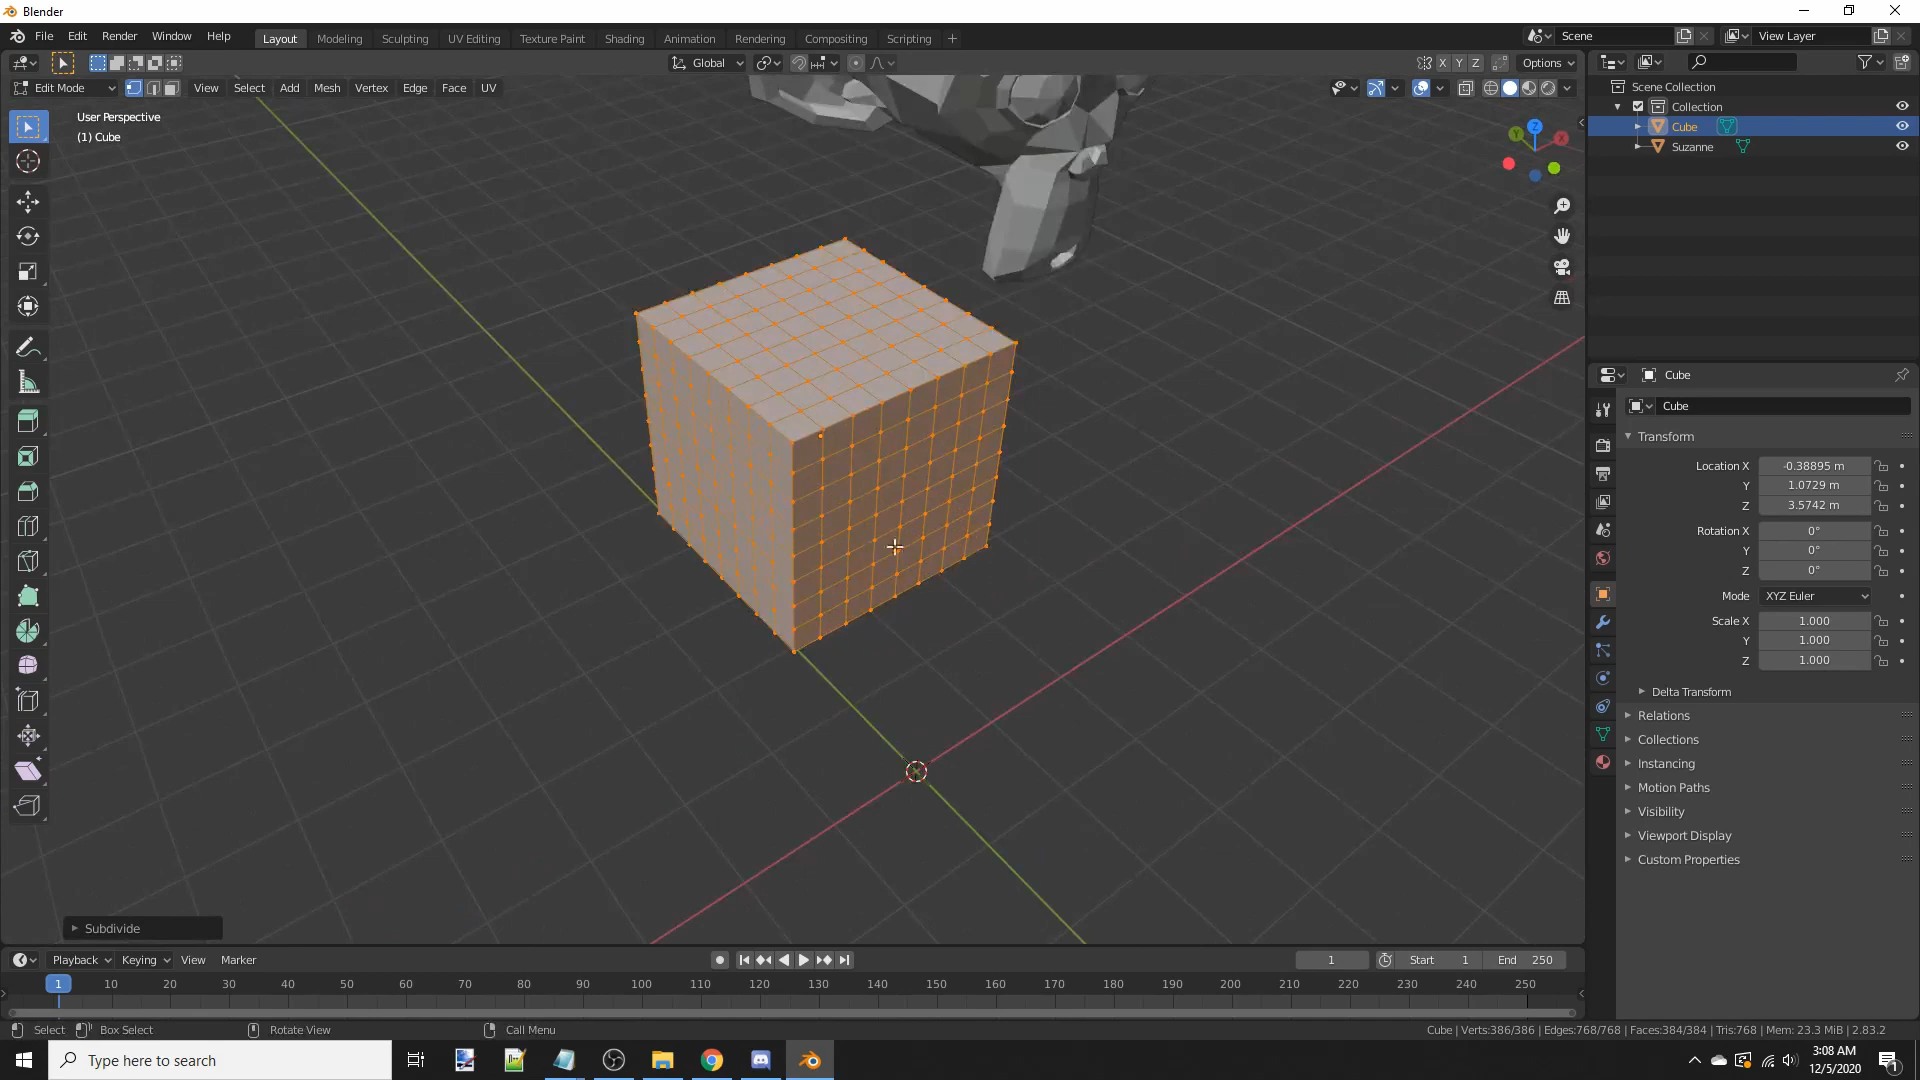 Blender
File Edit Render Window Help
Layout Modeling Sculpting UV Editing Texture Paint Shading Animation Rendering Compositing Scripting +
Scene
View Layer
Global
X Y Z Options
Edit Mode View Select Add Mesh Vertex Edge Face UV
User Perspective
(1) Cube
Z
Y
X
Subdivide
Scene Collection
Collection
Cube
Suzanne
Cube
Cube
Transform
Location X -0.38895 m
Y 1.0729 m
Z 3.5742 m
Rotation X 0°
Y 0°
Z 0°
Mode XYZ Euler
Scale X 1.000
Y 1.000
Z 1.000
Delta Transform
Relations
Collections
Instancing
Motion Paths
Visibility
Viewport Display
Custom Properties
Playback Keying View Marker
1 Start 1 End 250
1 10 20 30 40 50 60 70 80 90 100 110 120 130 140 150 160 170 180 190 200 210 220 230 240 250
Select Box Select Rotate View Call Menu
Cube | Verts:386/386 | Edges:768/768 | Faces:384/384 | Tris:768 | Mem: 23.3 MiB | 2.83.2
Type here to search
3:08 AM
12/5/2020
1